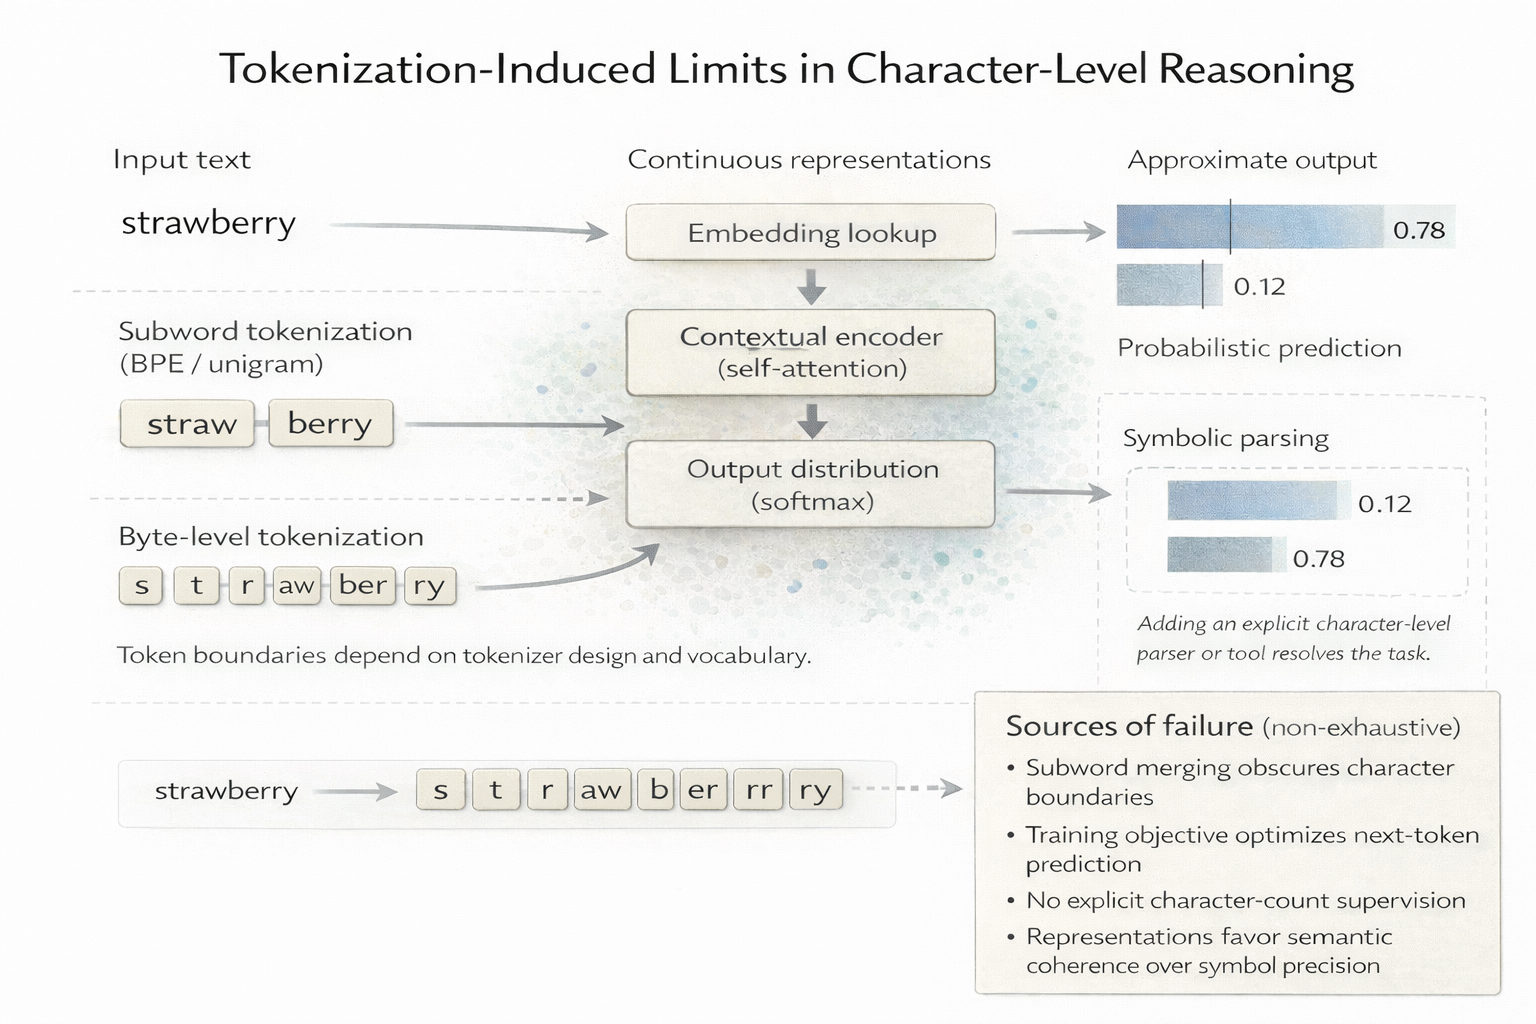 Tokenization-Induced Limits in Character-Level Reasoning
Input text
strawberry
Subword tokenization
(BPE / unigram)
straw berry
Byte-level tokenization
s t r aw ber ry
Token boundaries depend on tokenizer design and vocabulary.
Continuous representations
Embedding lookup
Contextual encoder
(self-attention)
Output distribution
(softmax)
Approximate output
0.78
0.12
Probabilistic prediction
Symbolic parsing
0.12
0.78
Adding an explicit character-level
parser or tool resolves the task.
strawberry s t r aw b er rr ry
Sources of failure (non-exhaustive)
• Subword merging obscures character
boundaries
• Training objective optimizes next-token
prediction
• No explicit character-count supervision
• Representations favor semantic
coherence over symbol precision